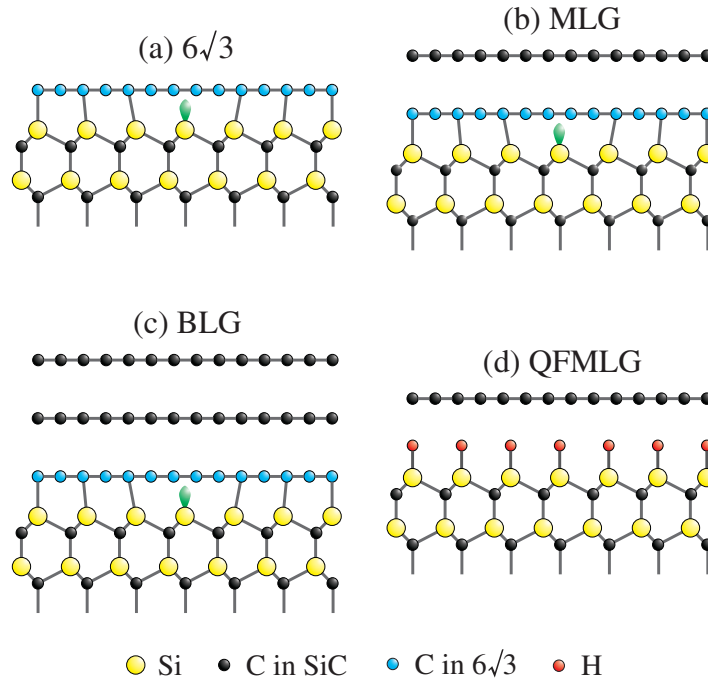 (a) 6√3
(b) MLG
(c) BLG
(d) QFMLG
Si
C in SiC
C in 6√3
H